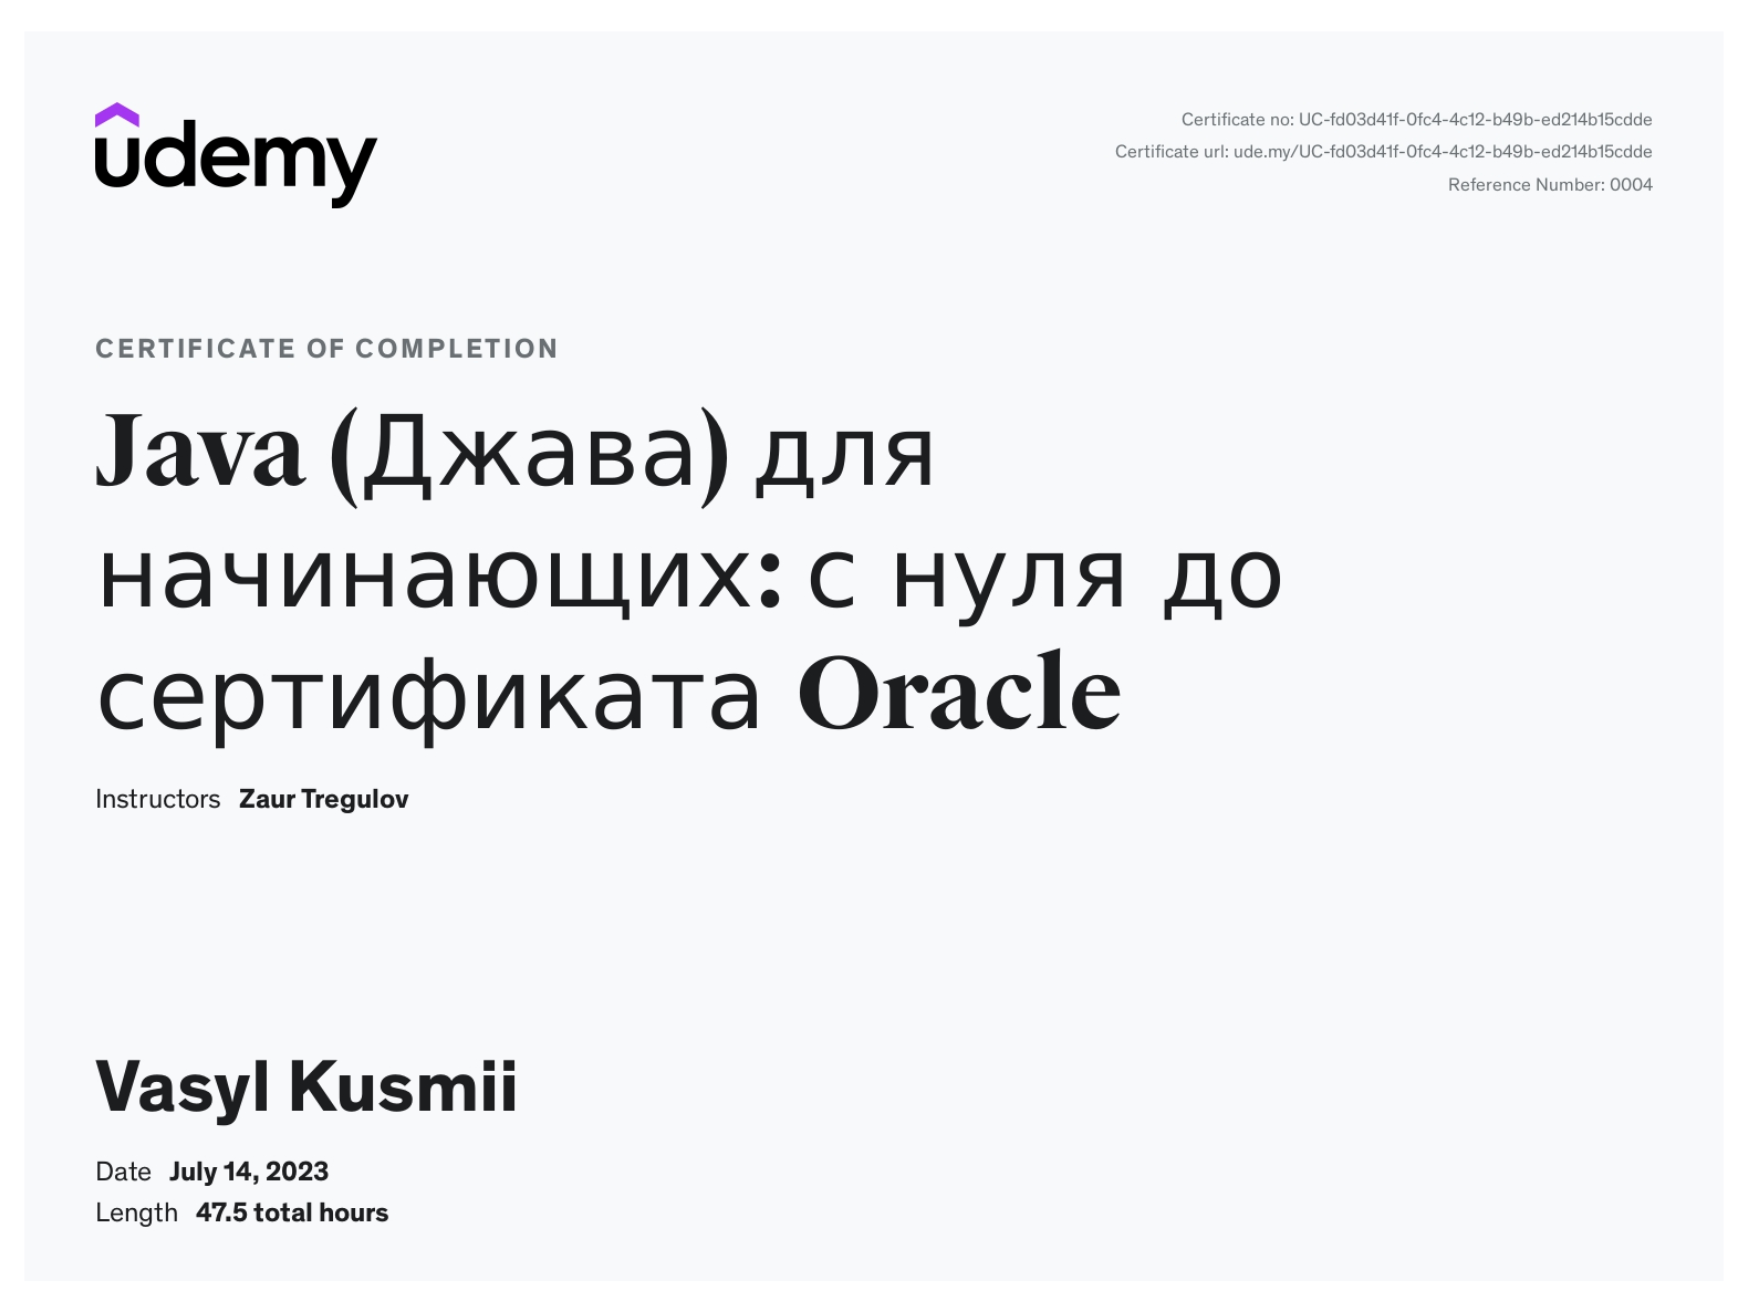 udemy
Certificate no: UC-fd03d41f-0fc4-4c12-b49b-ed214b15cdde
Certificate url: ude.my/UC-fd03d41f-0fc4-4c12-b49b-ed214b15cdde
Reference Number: 0004
CERTIFICATE OF COMPLETION
Java (Джава) для
начинающих: с нуля до
сертификата Oracle
Instructors Zaur Tregulov
Vasyl Kusmii
Date July 14, 2023
Length 47.5 total hours